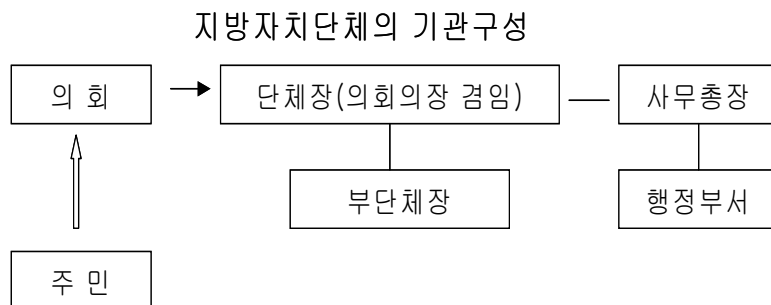 지방자치단체의 기관구성
의 회
단체장(의회의장 겸임)
사무총장
부단체장
행정부서
주 민